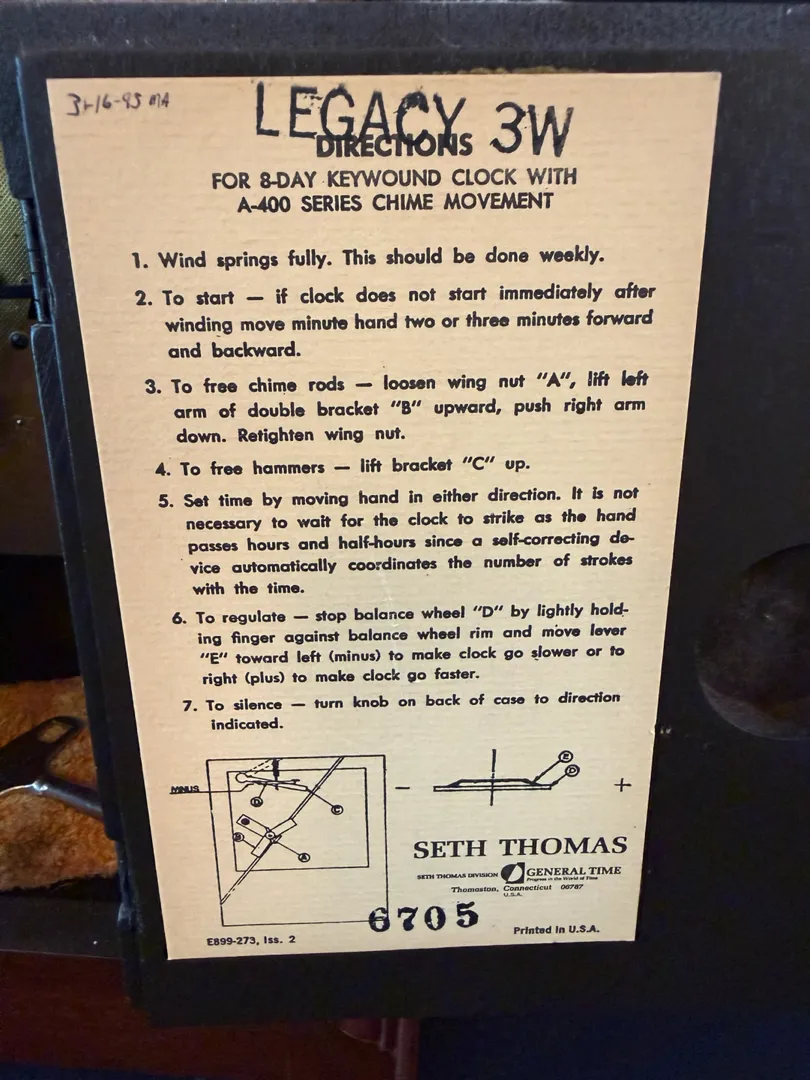 LEGACY 3W
DIRECTIONS
FOR 8-DAY KEYWOUND CLOCK WITH
A-400 SERIES CHIME MOVEMENT
1. Wind springs fully. This should be done weekly.
2. To start — if clock does not start immediately after
winding move minute hand two or three minutes forward
and backward.
3. To free chime rods — loosen wing nut "A", lift left
arm of double bracket "B" upward, push right arm
down. Retighten wing nut.
4. To free hammers — lift bracket "C" up.
5. Set time by moving hand in either direction. It is not
necessary to wait for the clock to strike as the hand
passes hours and half-hours since a self-correcting de-
vice automatically coordinates the number of strokes
with the time.
6. To regulate — stop balance wheel "D" by lightly hold-
ing finger against balance wheel rim and move lever
"E" toward left (minus) to make clock go slower or to
right (plus) to make clock go faster.
7. To silence — turn knob on back of case to direction
indicated.
MINUS
D
C
B
A
— +
E
D
SETH THOMAS
SETH THOMAS DIVISION GENERAL TIME
Progress in the World of Time
Thomaston, Connecticut 06787
U.S.A.
6705
E899-273, Iss. 2
Printed in U.S.A.